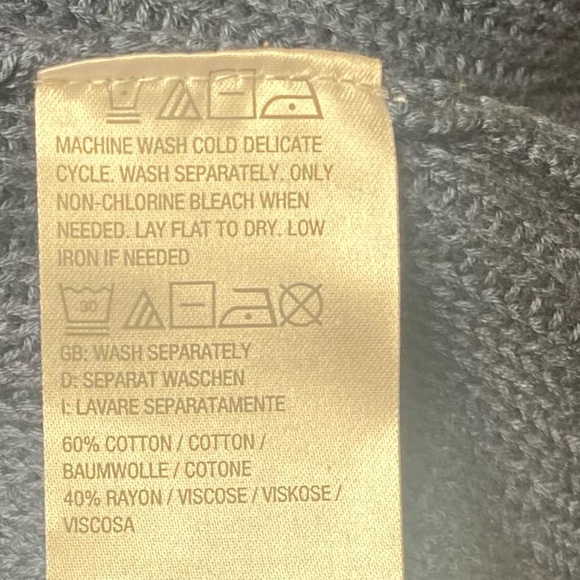 MACHINE WASH COLD DELICATE
CYCLE. WASH SEPARATELY. ONLY
NON-CHLORINE BLEACH WHEN
NEEDED. LAY FLAT TO DRY. LOW
IRON IF NEEDED
30
GB: WASH SEPARATELY
D: SEPARAT WASCHEN
I: LAVARE SEPARATAMENTE
60% COTTON / COTTON /
BAUMWOLLE / COTONE
40% RAYON / VISCOSE / VISKOSE /
VISCOSA